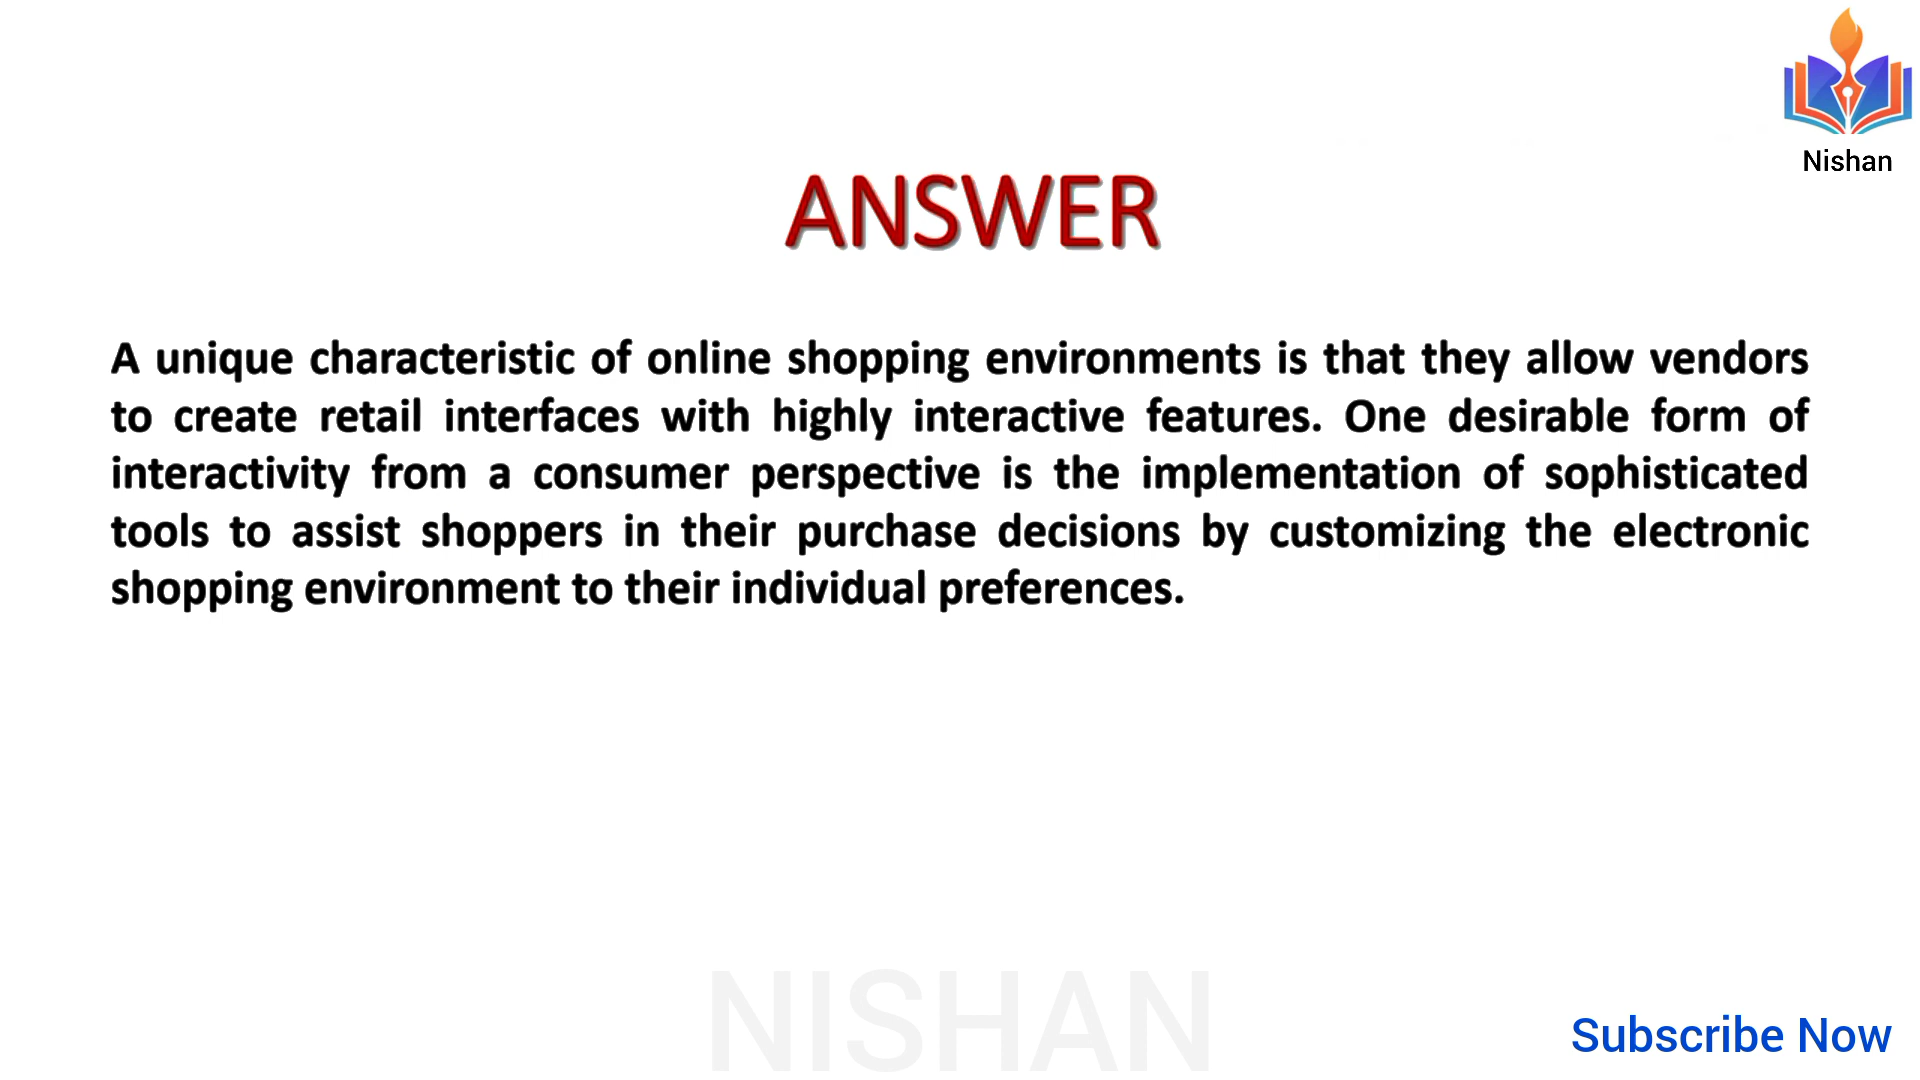 Nishan
ANSWER
A unique characteristic of online shopping environments is that they allow vendors
to create retail interfaces with highly interactive features. One desirable form of
interactivity from a consumer perspective is the implementation of sophisticated
tools to assist shoppers in their purchase decisions by customizing the electronic
shopping environment to their individual preferences.
NISHAN
Subscribe Now